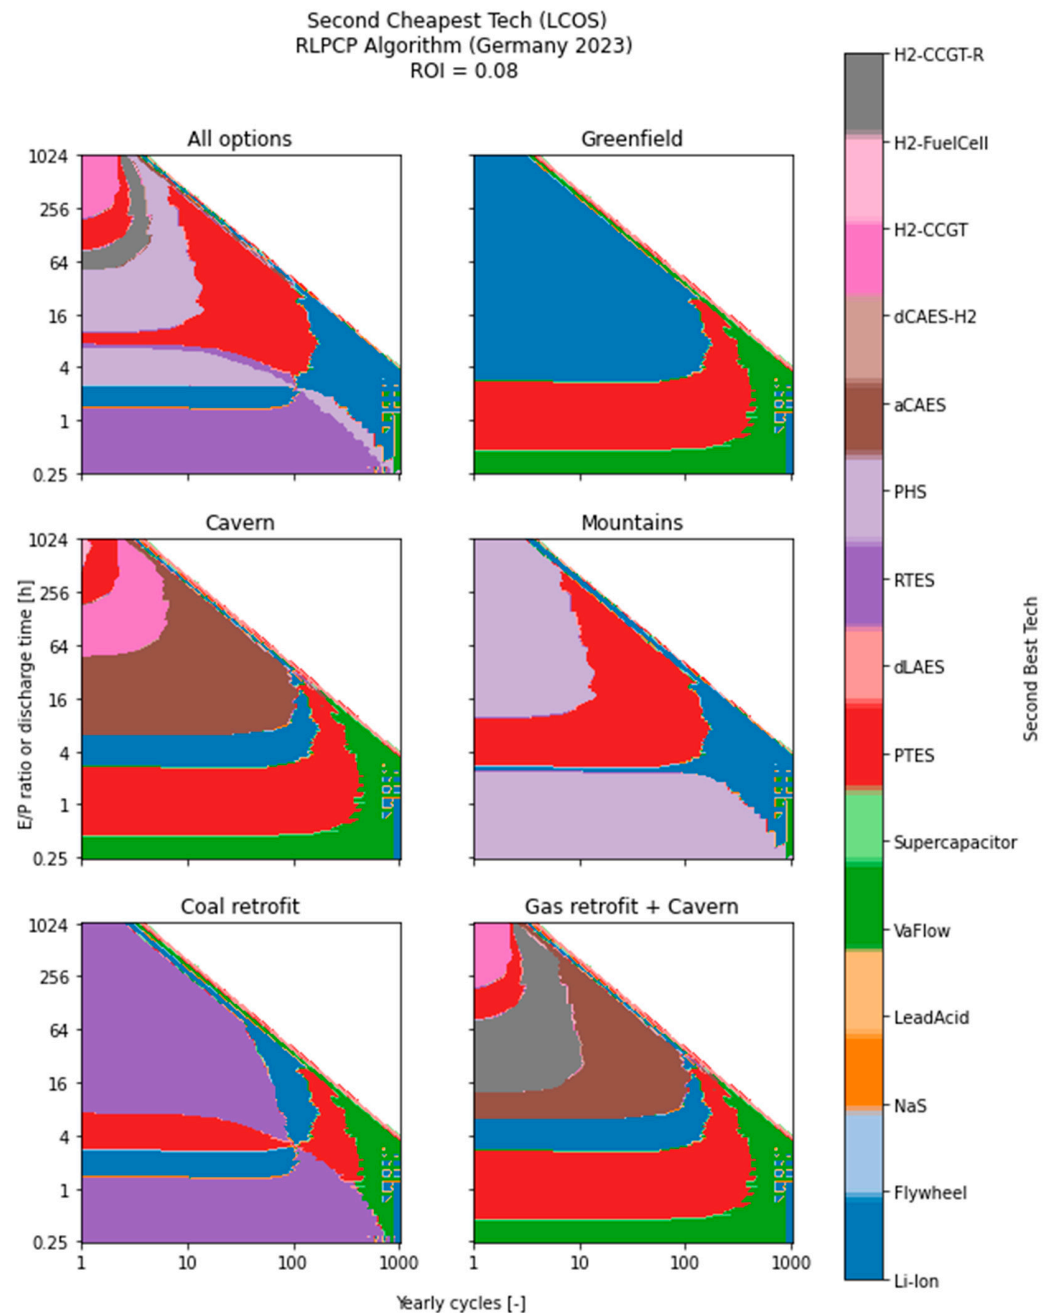 Second Cheapest Tech (LCOS)
RLPCP Algorithm (Germany 2023)
ROI = 0.08
All options
1024
256
64
16
4
1
0.25
Greenfield
Cavern
1024
256
64
16
4
1
0.25
Mountains
E/P ratio or discharge time [h]
Coal retrofit
1024
256
64
16
4
1
0.25
1
10
100
1000
Gas retrofit + Cavern
1
10
100
1000
Yearly cycles [-]
H2-CCGT-R
H2-FuelCell
H2-CCGT
dCAES-H2
aCAES
PHS
RTES
dLAES
PTES
Supercapacitor
VaFlow
LeadAcid
NaS
Flywheel
Li-Ion
Second Best Tech